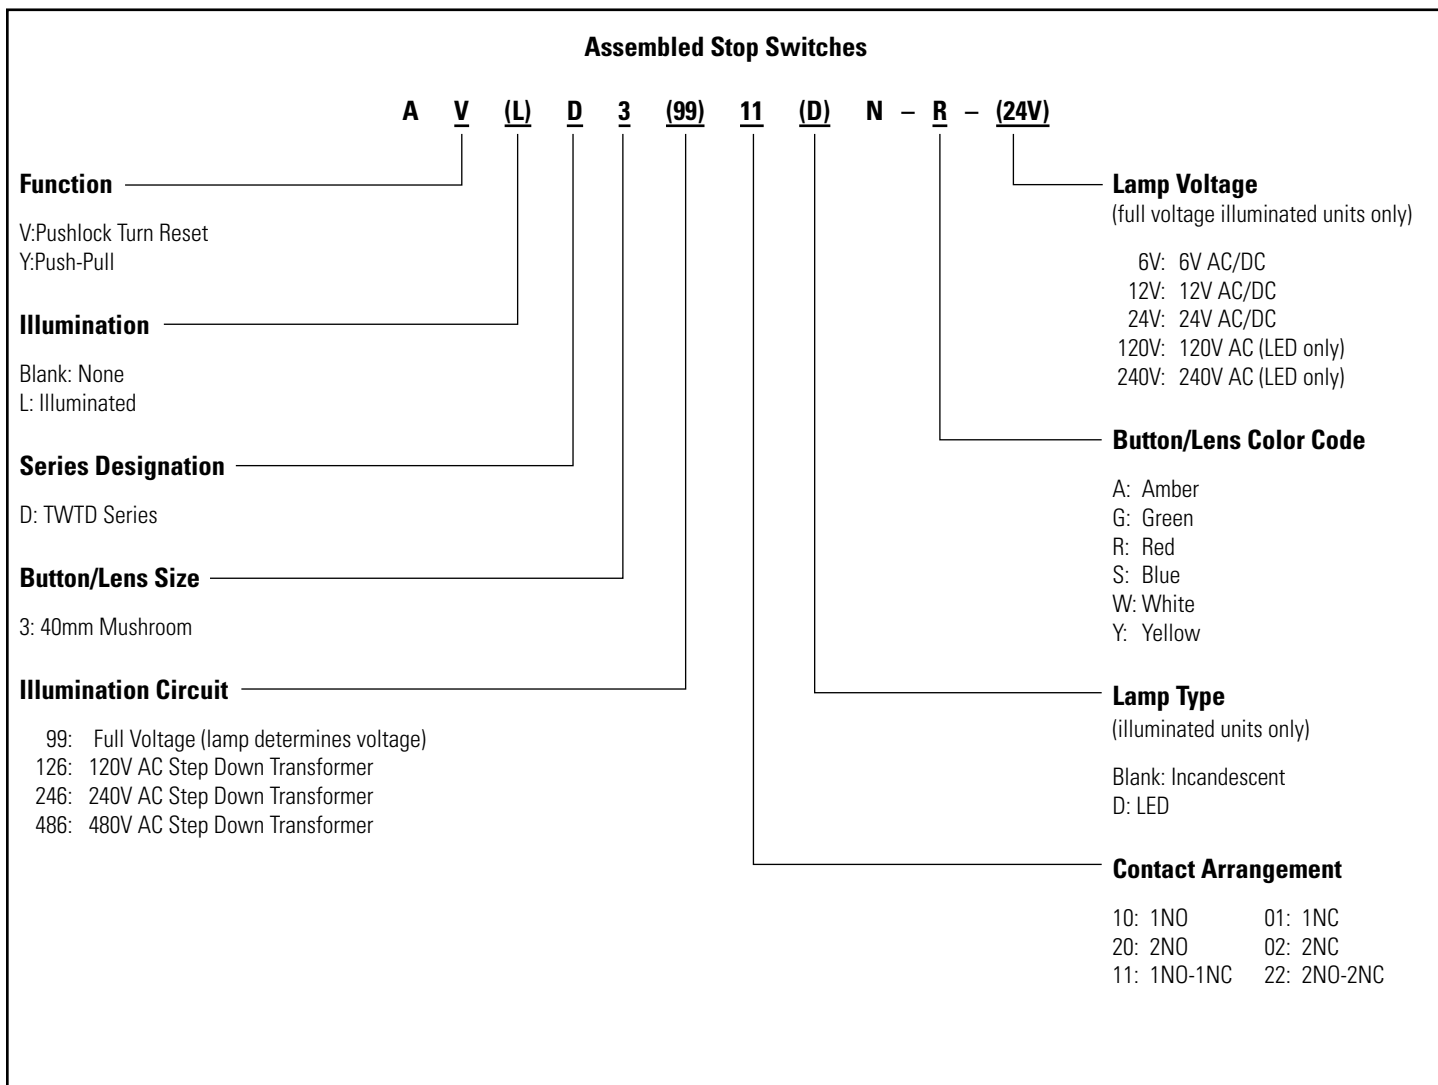 Assembled Stop Switches
A V (L) D 3 (99) 11 (D) N – R – (24V)
Function
V:Pushlock Turn Reset
Y:Push-Pull
Illumination
Blank: None
L: Illuminated
Series Designation
D: TWTD Series
Button/Lens Size
3: 40mm Mushroom
Illumination Circuit
99: Full Voltage (lamp determines voltage)
126: 120V AC Step Down Transformer
246: 240V AC Step Down Transformer
486: 480V AC Step Down Transformer
Lamp Voltage
(full voltage illuminated units only)
6V: 6V AC/DC
12V: 12V AC/DC
24V: 24V AC/DC
120V: 120V AC (LED only)
240V: 240V AC (LED only)
Button/Lens Color Code
A: Amber
G: Green
R: Red
S: Blue
W: White
Y: Yellow
Lamp Type
(illuminated units only)
Blank: Incandescent
D: LED
Contact Arrangement
10: 1NO 01: 1NC
20: 2NO 02: 2NC
11: 1NO-1NC 22: 2NO-2NC